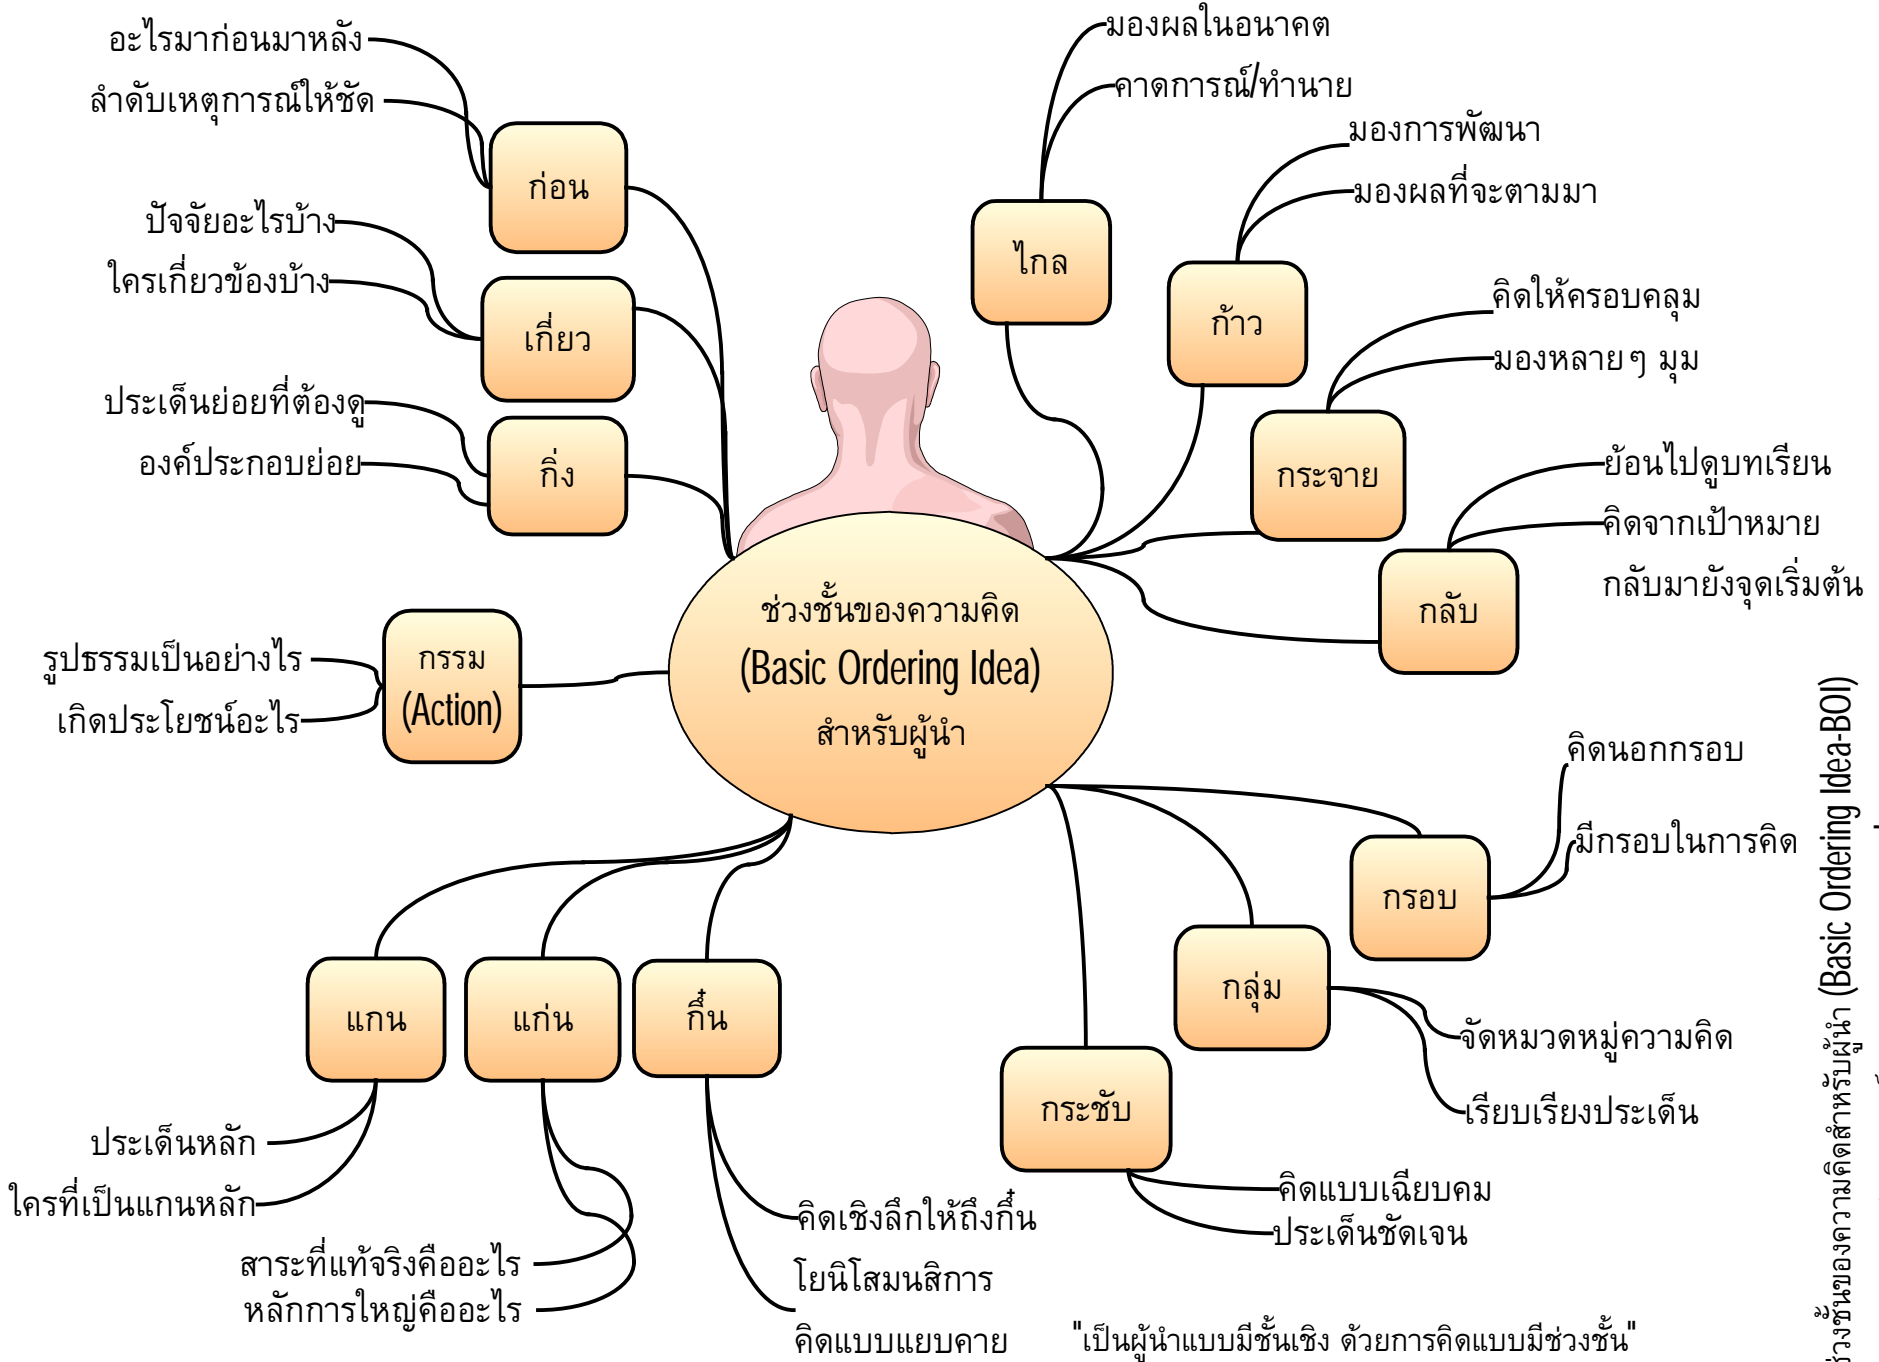 อะไรมาก่อนมาหลัง
ลำดับเหตุการณ์ให้ชัด
ก่อน
ปัจจัยอะไรบ้าง
ใครเกี่ยวข้องบ้าง
เกี่ยว
ประเด็นย่อยที่ต้องดู
องค์ประกอบย่อย
กิ่ง
รูปธรรมเป็นอย่างไร
เกิดประโยชน์อะไร
กรรม
(Action)
มองผลในอนาคต
คาดการณ์/ทำนาย
ไกล
มองการพัฒนา
มองผลที่จะตามมา
ก้าว
คิดให้ครอบคลุม
มองหลายๆ มุม
กระจาย
ย้อนไปดูบทเรียน
คิดจากเป้าหมาย
กลับมายังจุดเริ่มต้น
กลับ
ช่วงชั้นของความคิด
(Basic Ordering Idea)
สำหรับผู้นำ
คิดนอกกรอบ
มีกรอบในการคิด
กรอบ
กลุ่ม
จัดหมวดหมู่ความคิด
เรียบเรียงประเด็น
กระชับ
คิดแบบเฉียบคม
ประเด็นชัดเจน
แกน
ประเด็นหลัก
ใครที่เป็นแกนหลัก
แก่น
สาระที่แท้จริงคืออะไร
หลักการใหญ่คืออะไร
กึ๋น
คิดเชิงลึกให้ถึงกึ๋น
โยนิโสมนสิการ
คิดแบบแยบคาย
"เป็นผู้นำแบบมีชั้นเชิง ด้วยการคิดแบบมีช่วงชั้น"
ช่วงชั้นของความคิดสำหรับผู้นำ (Basic Ordering Idea-BOI)